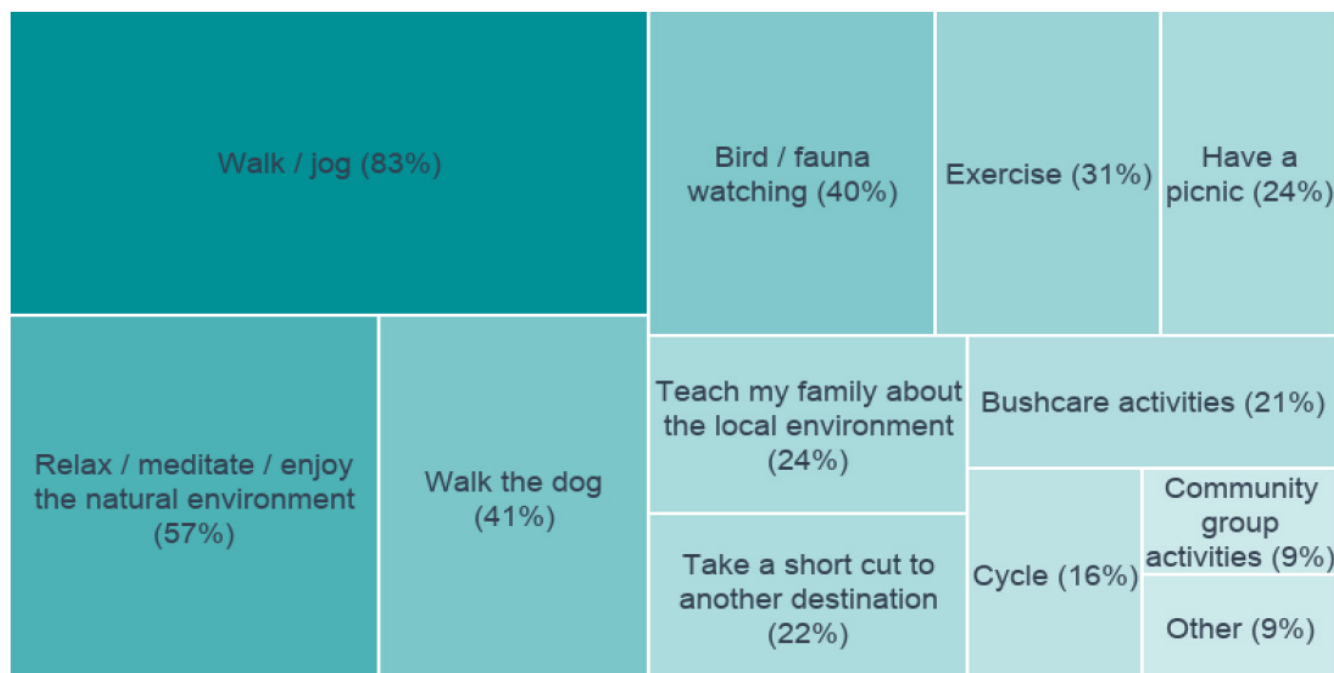 Walk / jog (83%)
Bird / fauna
watching (40%)
Exercise (31%)
Have a
picnic (24%)
Relax / meditate / enjoy
the natural environment
(57%)
Walk the dog
(41%)
Teach my family about
the local environment
(24%)
Bushcare activities (21%)
Take a short cut to
another destination
(22%)
Cycle (16%)
Community
group
activities (9%)
Other (9%)